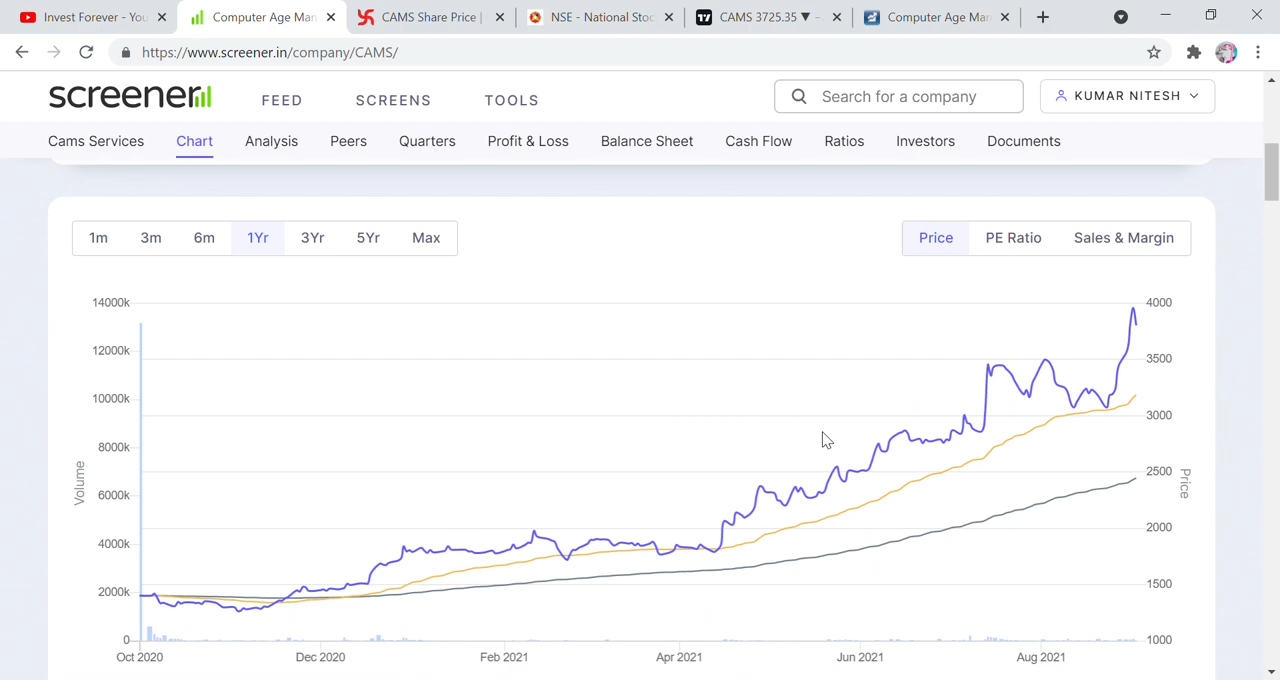 Invest Forever - You
Computer Age Man
CAMS Share Price |
NSE - National Stoc
CAMS 3725.35 ▼ -
Computer Age Man
https://www.screener.in/company/CAMS/
screener
FEED
SCREENS
TOOLS
Search for a company
KUMAR NITESH
Cams Services
Chart
Analysis
Peers
Quarters
Profit & Loss
Balance Sheet
Cash Flow
Ratios
Investors
Documents
1m
3m
6m
1Yr
3Yr
5Yr
Max
Price
PE Ratio
Sales & Margin
14000k
12000k
10000k
8000k
6000k
4000k
2000k
0
Volume
4000
3500
3000
2500
2000
1500
1000
Price
Oct 2020
Dec 2020
Feb 2021
Apr 2021
Jun 2021
Aug 2021